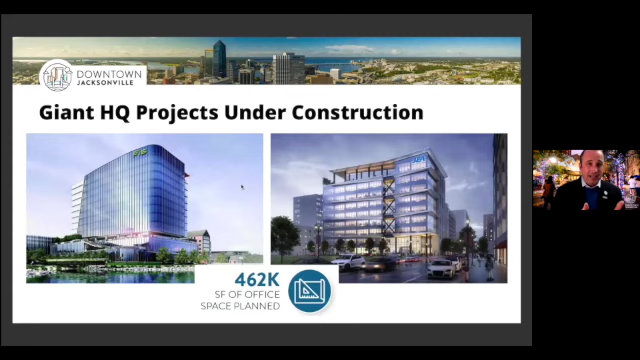 DOWNTOWN
JACKSONVILLE
Giant HQ Projects Under Construction
462K
SF OF OFFICE
SPACE PLANNED